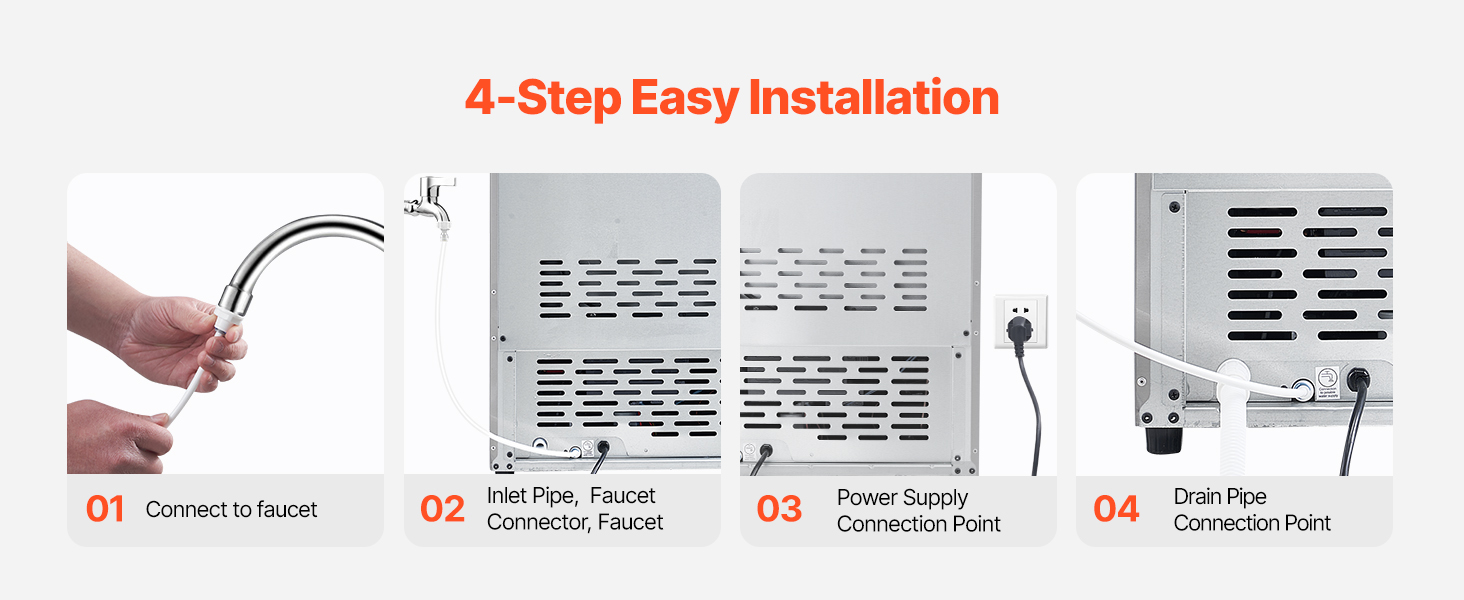 4-Step Easy Installation
01
Connect to faucet
02
Inlet Pipe, Faucet
Connector, Faucet
03
Power Supply
Connection Point
04
Drain Pipe
Connection Point